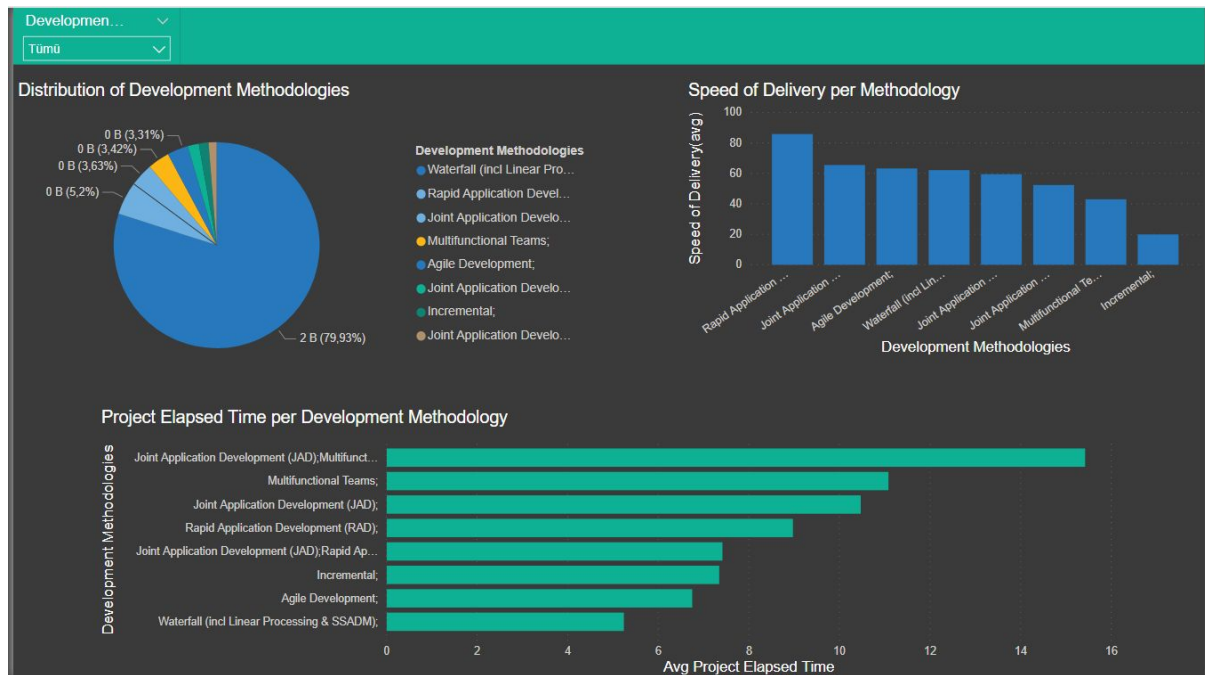 Developmen...
Tümü
Distribution of Development Methodologies
0 B (3,31%)
0 B (3,42%)
0 B (3,63%)
0 B (5,2%)
2 B (79,93%)
Development Methodologies
Waterfall (incl Linear Pro...
Rapid Application Devel...
Joint Application Develo...
Multifunctional Teams;
Agile Development;
Joint Application Develo...
Incremental;
Joint Application Develo...
Speed of Delivery per Methodology
Speed of Delivery(avg)
100
80
60
40
20
0
Rapid Application ...
Joint Application ...
Agile Development;
Waterfall (incl Lin...
Joint Application ...
Joint Application ...
Multifunctional Te...
Incremental;
Development Methodologies
Project Elapsed Time per Development Methodology
Development Methodologies
Joint Application Development (JAD);Multifunct...
Multifunctional Teams;
Joint Application Development (JAD);
Rapid Application Development (RAD);
Joint Application Development (JAD);Rapid Ap...
Incremental;
Agile Development;
Waterfall (incl Linear Processing & SSADM);
0 2 4 6 8 10 12 14 16
Avg Project Elapsed Time